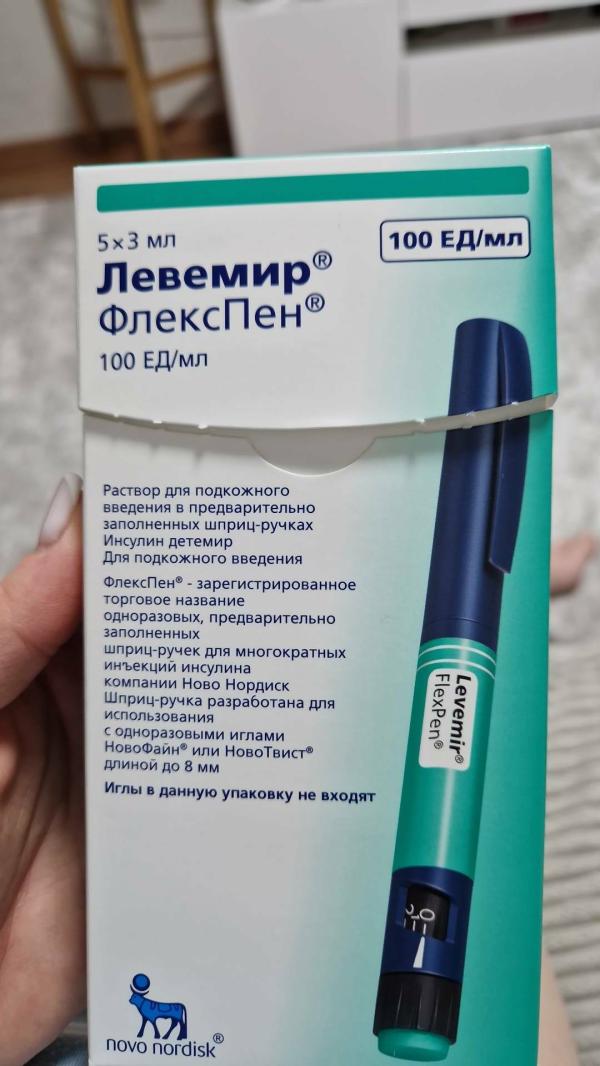 5×3 мл
100 ЕД/мл
Левемир®
ФлексПен®
100 ЕД/мл
Раствор для подкожного
введения в предварительно
заполненных шприц-ручках
Инсулин детемир
Для подкожного введения
ФлексПен® - зарегистрированное
торговое название
одноразовых, предварительно
заполненных
шприц-ручек для многократных
инъекций инсулина
компании Ново Нордиск
Шприц-ручка разработана для
использования
с одноразовыми иглами
НовоФайн® или НовоТвист®
длиной до 8 мм
Иглы в данную упаковку не входят
Levemir®
FlexPen®
2
0
novo nordisk®